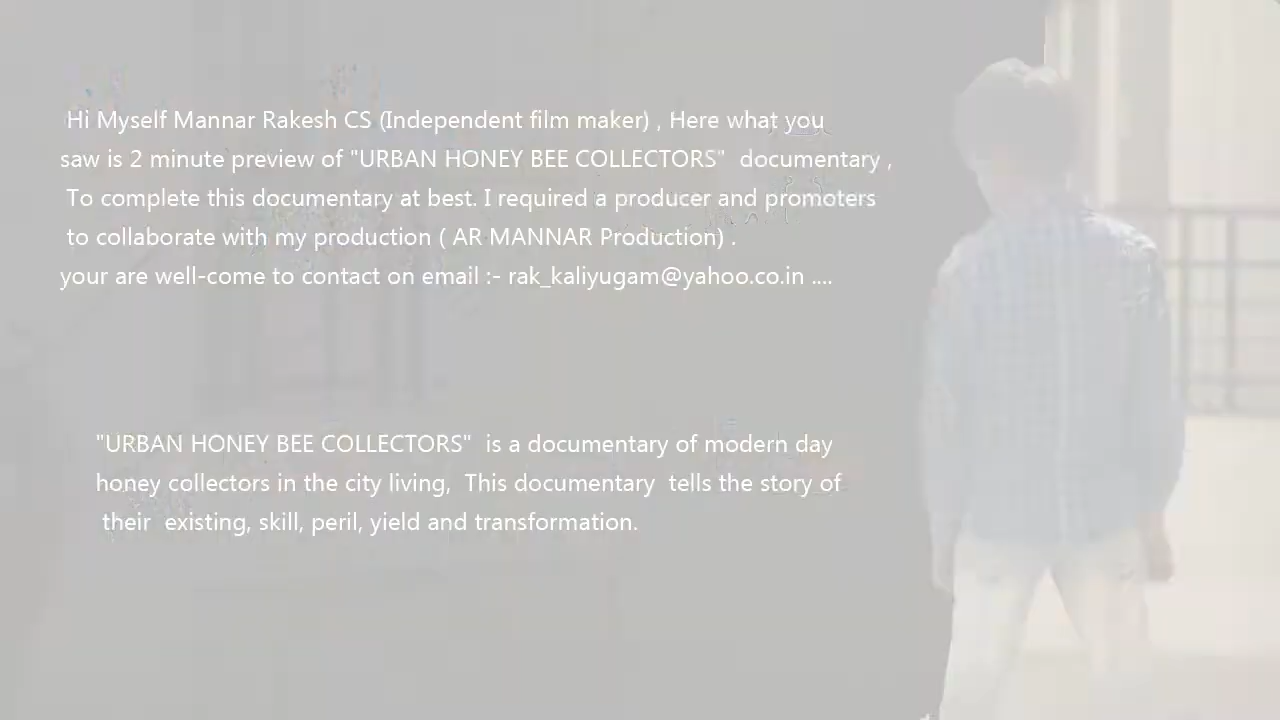 Hi Myself Mannar Rakesh CS (Independent film maker) , Here what you
saw is 2 minute preview of "URBAN HONEY BEE COLLECTORS" documentary ,
To complete this documentary at best. I required a producer and promoters
to collaborate with my production ( AR MANNAR Production) .
your are well-come to contact on email :- rak_kaliyugam@yahoo.co.in ....
"URBAN HONEY BEE COLLECTORS" is a documentary of modern day
honey collectors in the city living, This documentary tells the story of
their existing, skill, peril, yield and transformation.